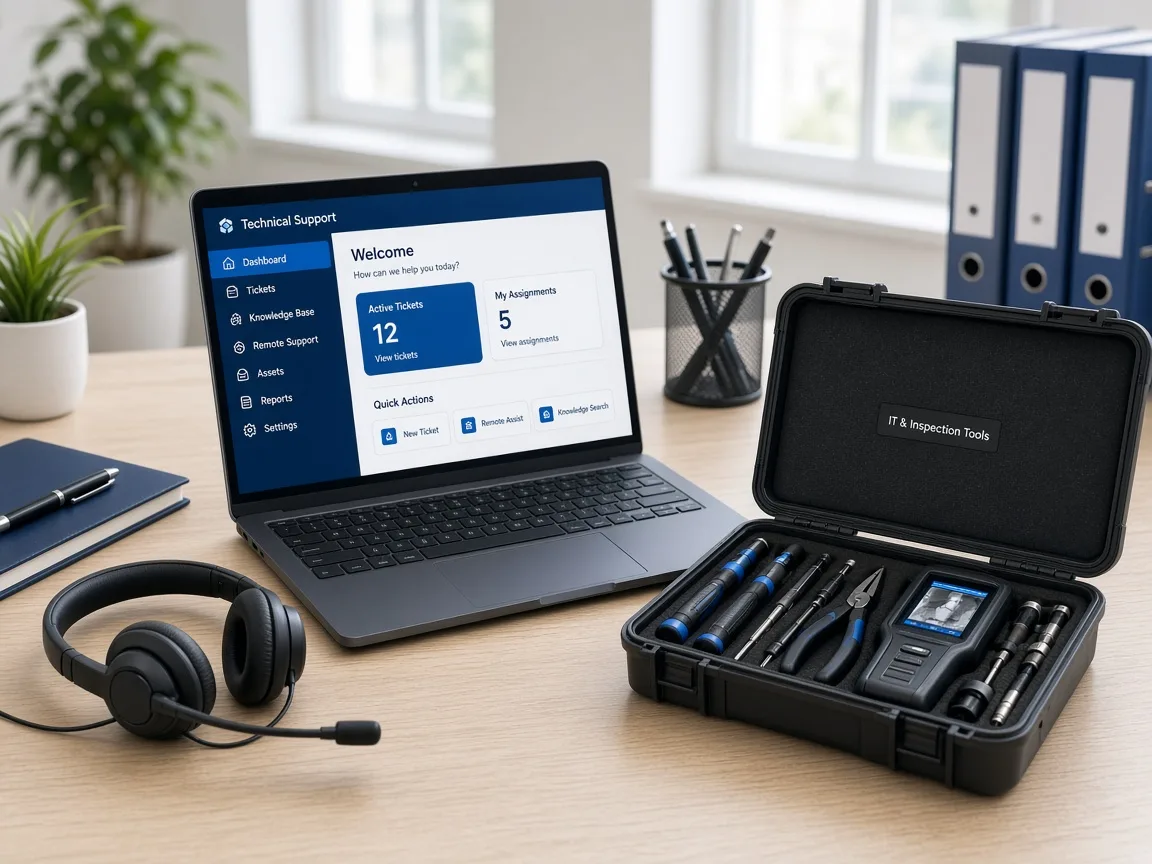 Technical Support
Dashboard
Tickets
Knowledge Base
Remote Support
Assets
Reports
Settings
Welcome
How can we help you today?
Active Tickets
12
View tickets
My Assignments
5
View assignments
Quick Actions
New Ticket
Remote Assist
Knowledge Search
IT & Inspection Tools